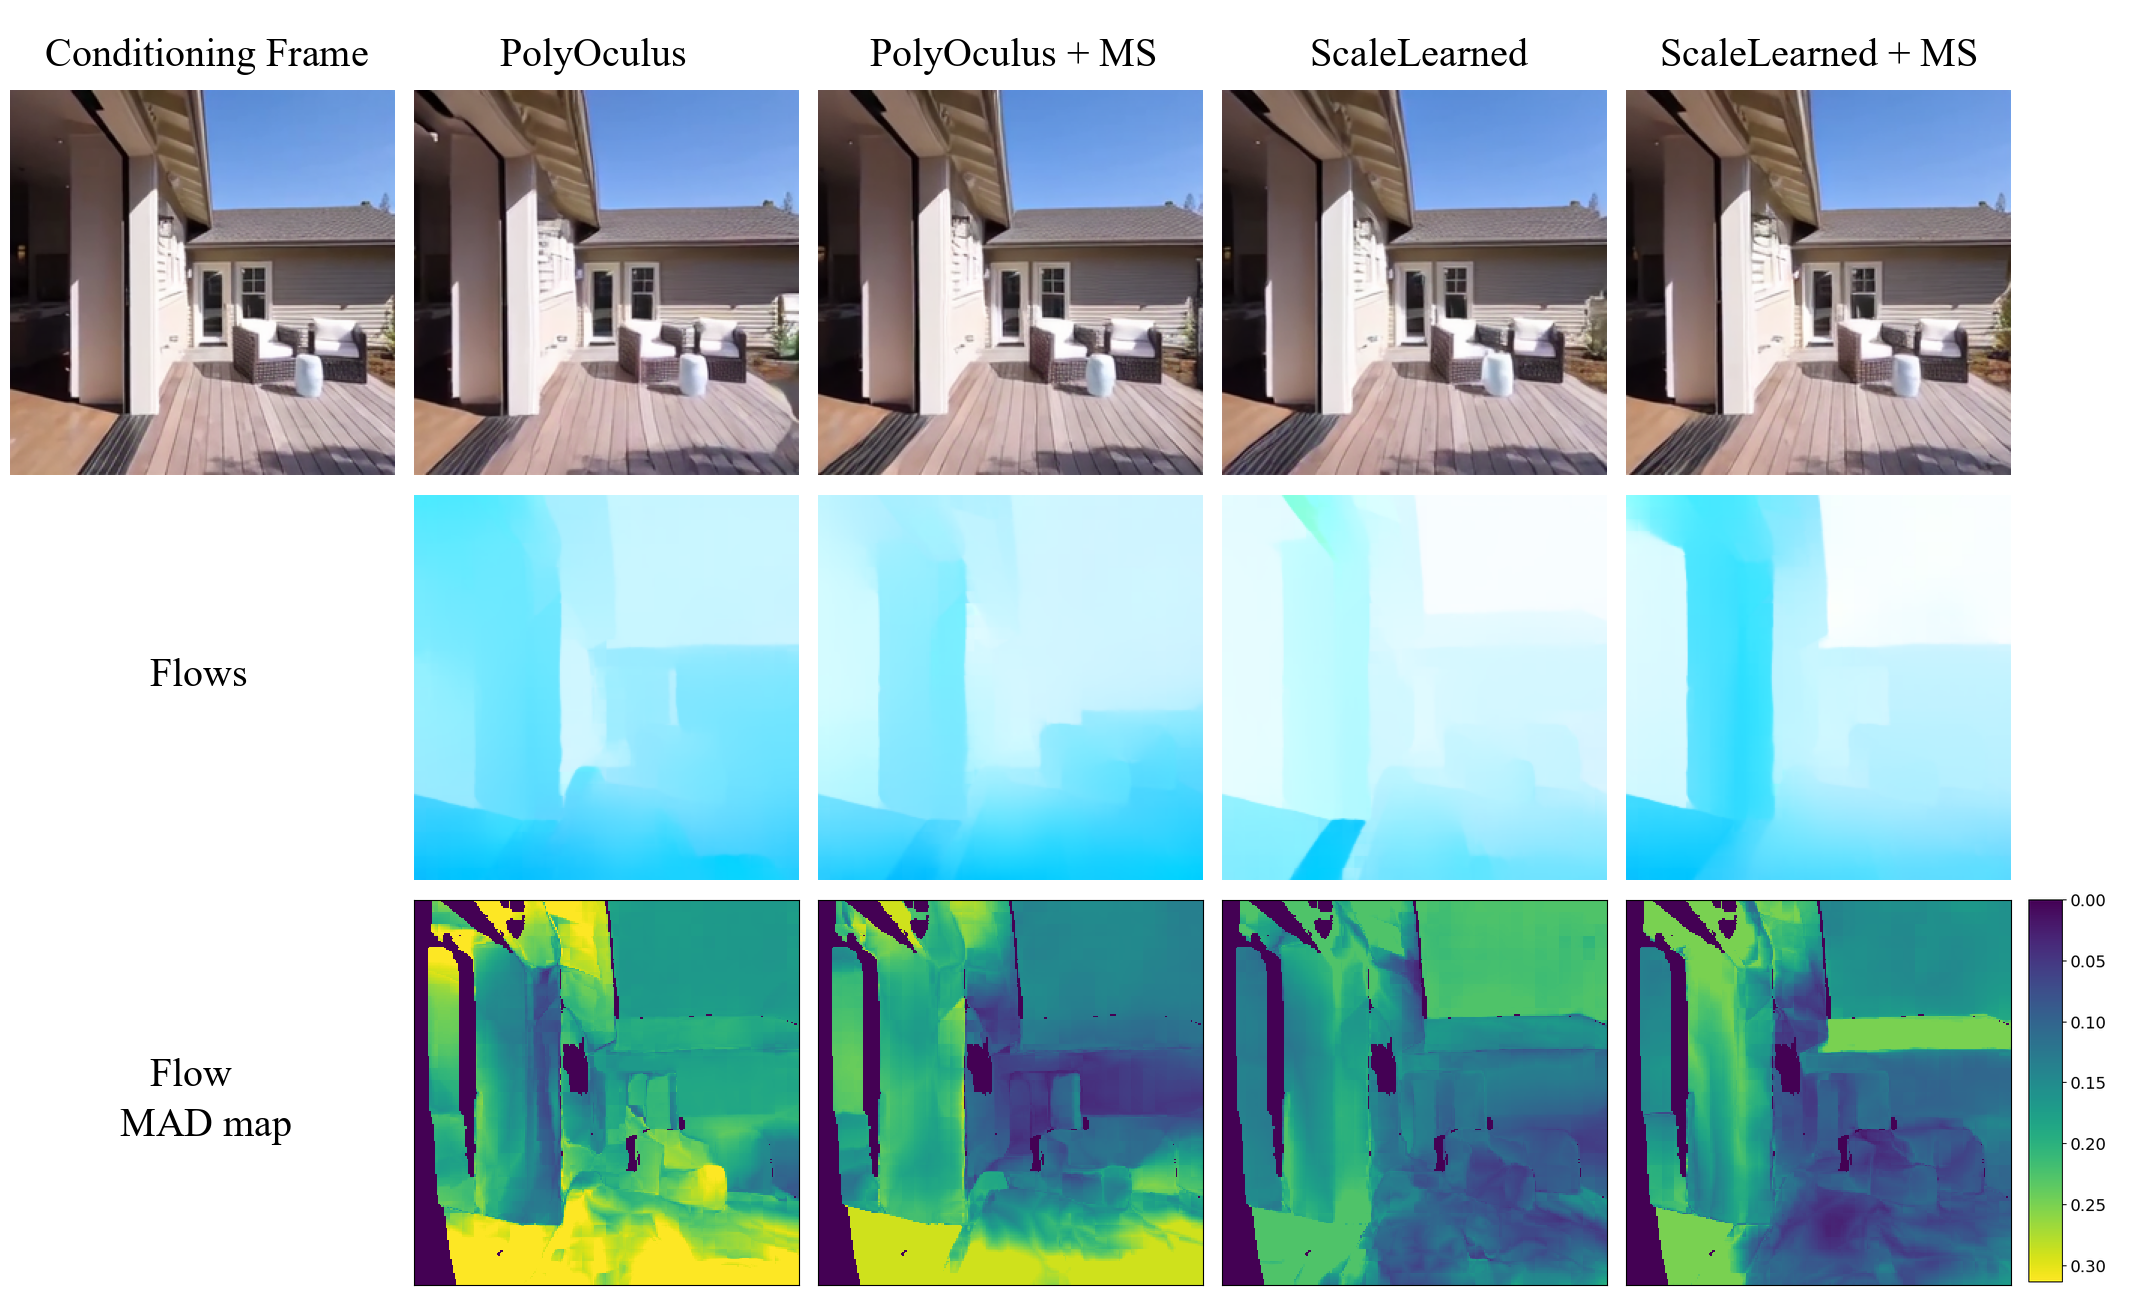 Conditioning Frame
PolyOculus
PolyOculus + MS
ScaleLearned
ScaleLearned + MS
Flows
Flow
MAD map
0.00
0.05
0.10
0.15
0.20
0.25
0.30